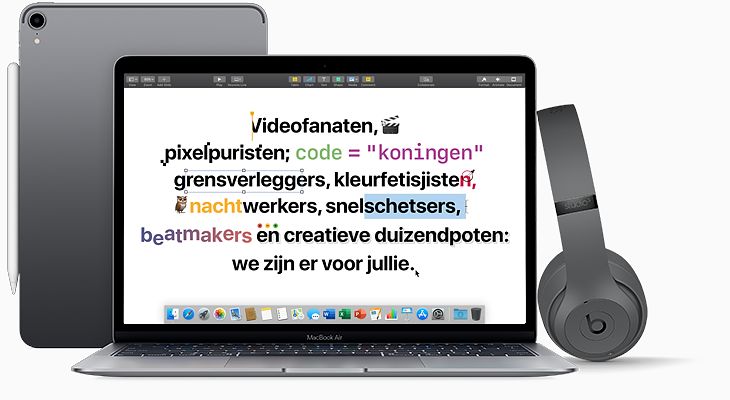 Videofanaten, 🎬
pixelpuristen; code = "koningen"
grensverleggers, kleurfetisjisten,
🦉nachtwerkers, snelschetsers,
beatmakers en creatieve duizendpoten:
we zijn er voor jullie.
MacBook Air
studio³